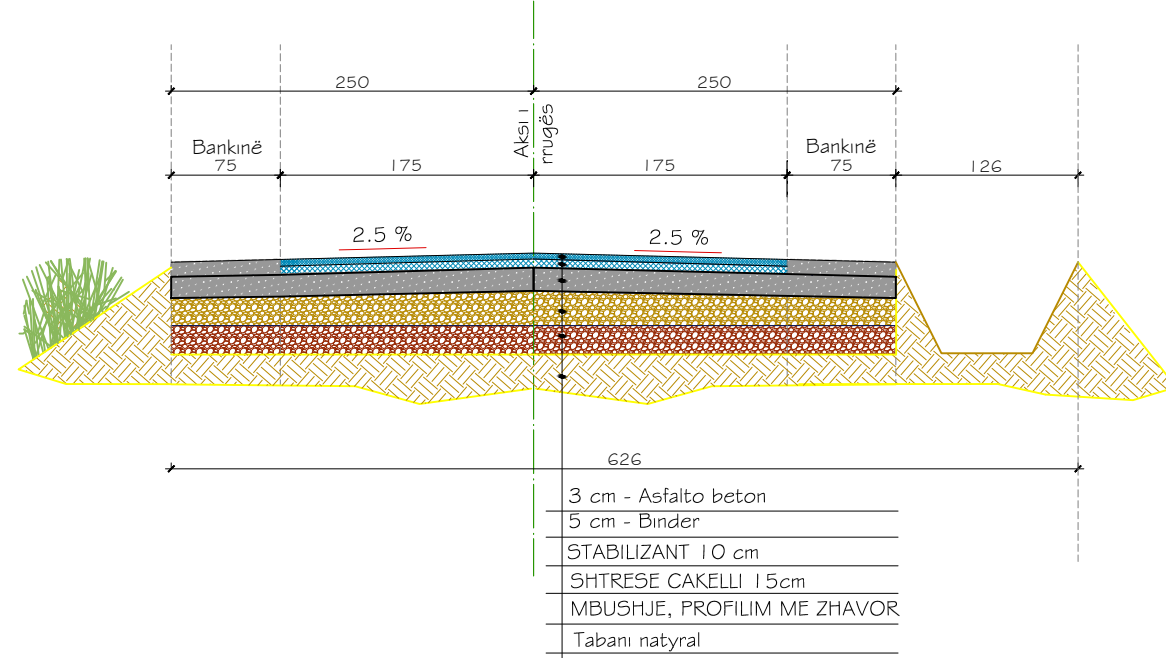 250
250
Aksi i
rrugës
Bankinë
75
175
175
Bankinë
75
126
2.5 %
2.5 %
626
3 cm - Asfalto beton
5 cm - Binder
STABILIZANT 10 cm
SHTRESE CAKELLI 15cm
MBUSHJE, PROFILIM ME ZHAVOR
Tabani natyral